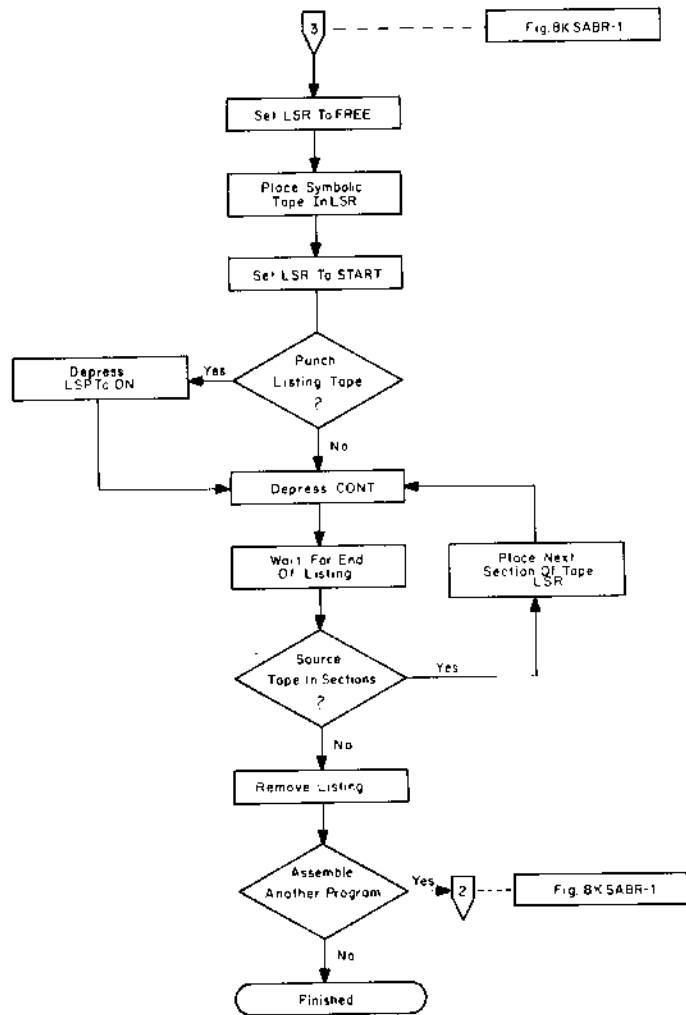 3
Fig. 8K SABR-1
Set LSR To FREE
Place Symbolic
Tape In LSR
Set LSR To START
Punch
Listing Tape
?
Yes
Depress
LSP To ON
No
Depress CONT
Wait For End
Of Listing
Place Next
Section Of Tape
LSR
Source
Tape In Sections
?
Yes
No
Remove Listing
Assemble
Another Program
Yes
2
Fig. 8K SABR-1
No
Finished